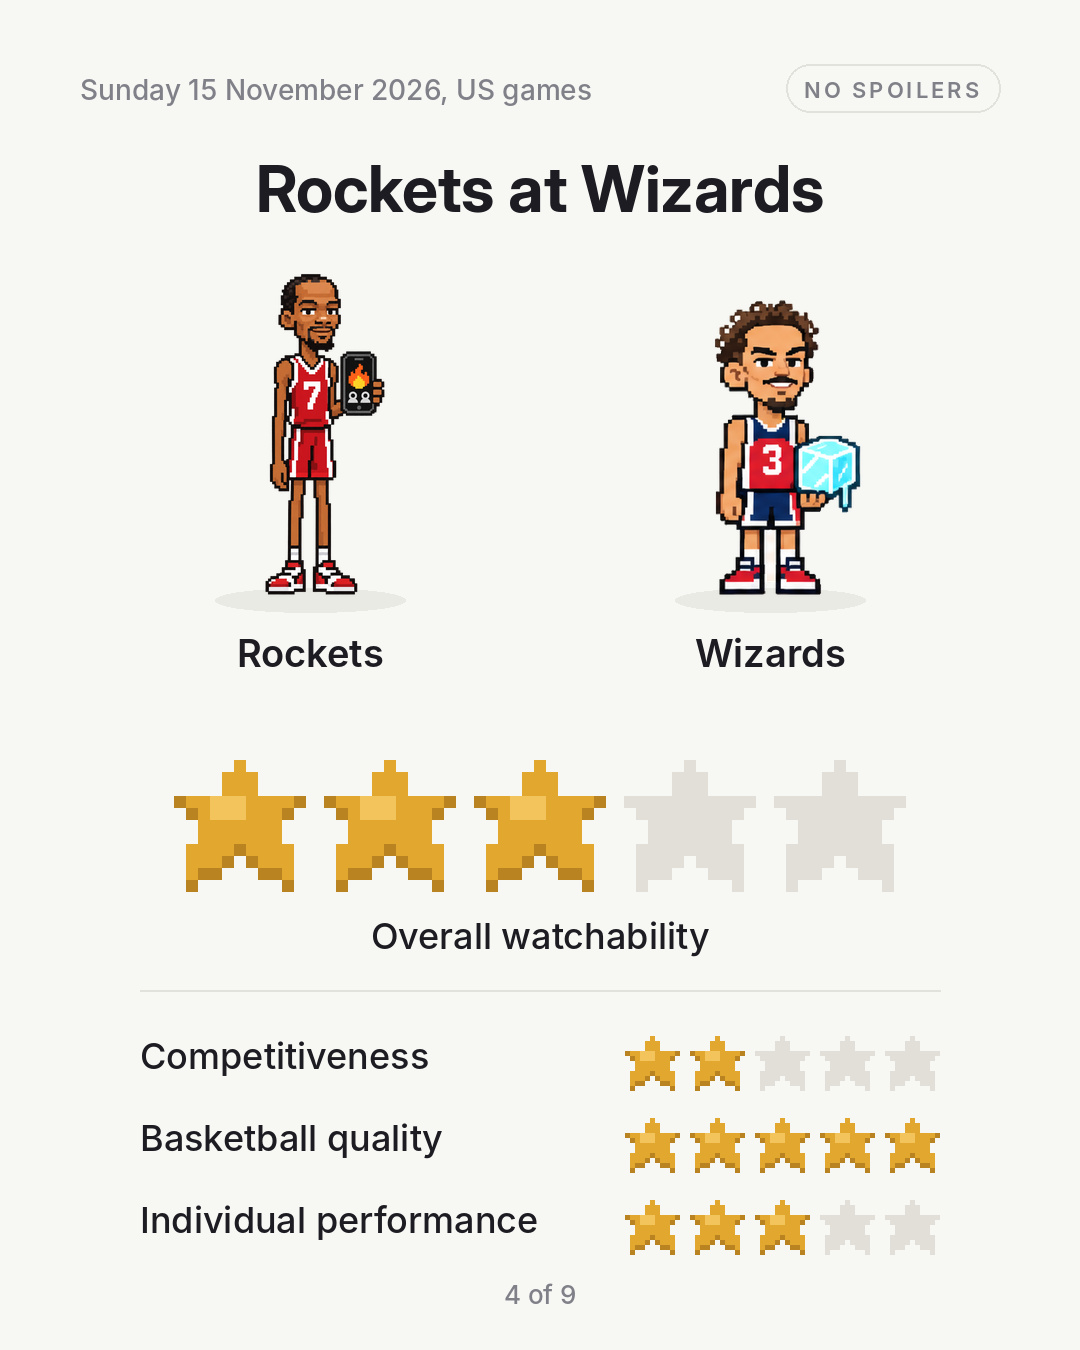 Sunday 15 November 2026, US games
NO SPOILERS
Rockets at Wizards
7
3
Rockets
Wizards
Overall watchability
Competitiveness
Basketball quality
Individual performance
4 of 9